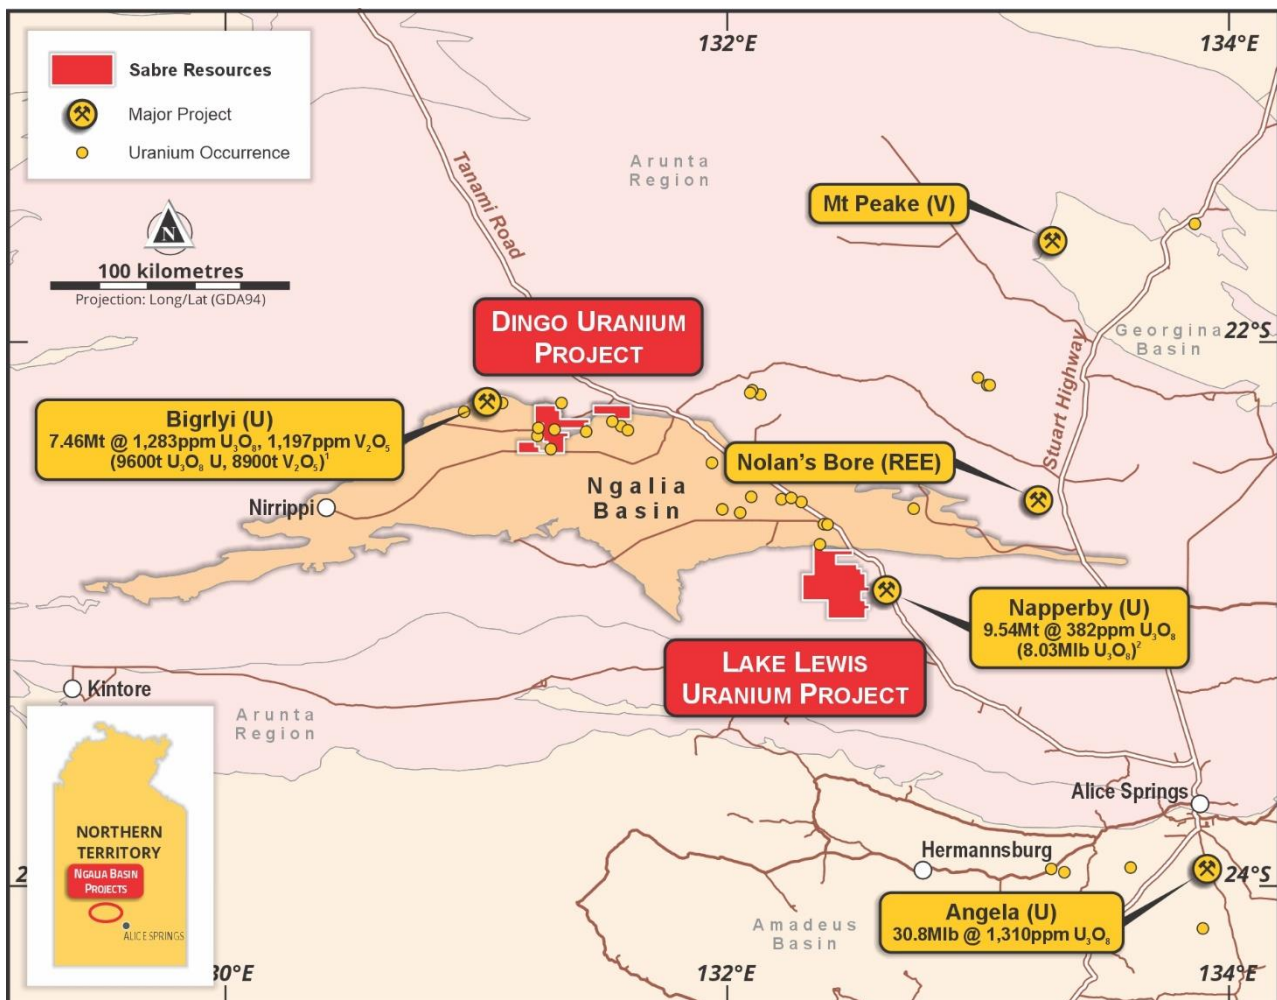 132°E
134°E
Sabre Resources
Major Project
Uranium Occurrence
N
100 kilometres
Projection: Long/Lat (GDA94)
Tanami Road
Arunta
Region
Mt Peake (V)
DINGO URANIUM
PROJECT
Georgina
Basin
22°S
Stuart Highway
Bigrlyi (U)
7.46Mt @ 1,283ppm U₃O₈, 1,197ppm V₂O₅
(9600t U₃O₈ U, 8900t V₂O₅)¹
Nolan's Bore (REE)
Ngalia
Basin
Nirrippi
Napperby (U)
9.54Mt @ 382ppm U₃O₈
(8.03Mlb U₃O₈)²
LAKE LEWIS
URANIUM PROJECT
Kintore
Arunta
Region
Alice Springs
Hermannsburg
NORTHERN
TERRITORY
NGALIA BASIN
PROJECTS
ALICE SPRINGS
24°S
Angela (U)
30.8Mlb @ 1,310ppm U₃O₈
Amadeus
Basin
132°E
134°E